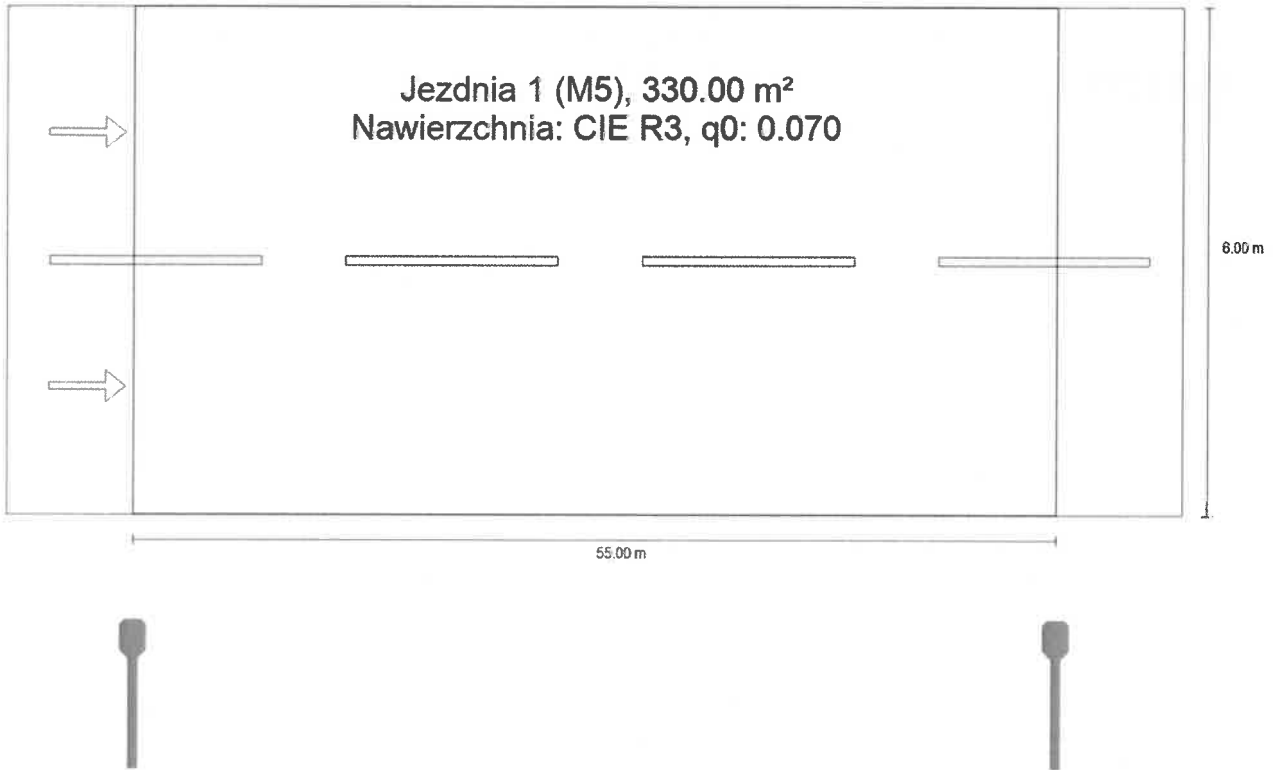 Jezdnia 1 (M5), 330.00 m²
Nawierzchnia: CIE R3, q0: 0.070
6.00 m
55.00 m